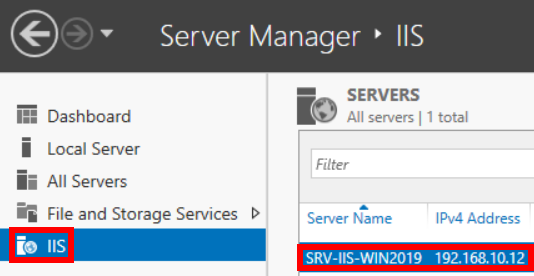 Server Manager ‣ IIS
Dashboard
Local Server
All Servers
File and Storage Services
IIS
SERVERS
All servers | 1 total
Filter
Server Name IPv4 Address
SRV-IIS-WIN2019 192.168.10.12